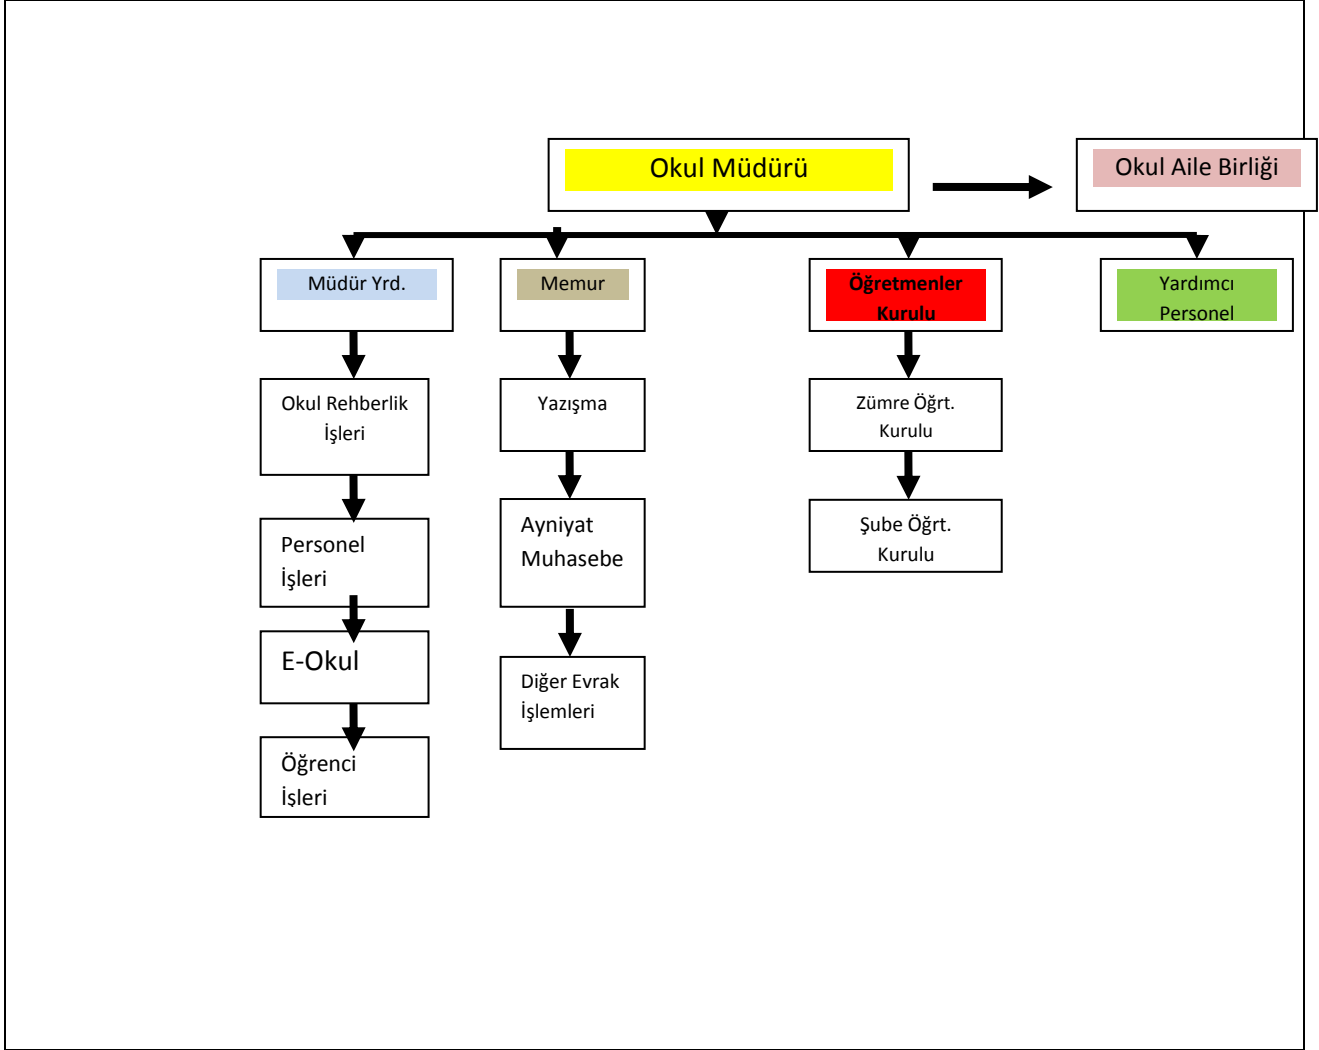 Okul Müdürü
Okul Aile Birliği
Müdür Yrd.
Memur
Öğretmenler
Kurulu
Yardımcı
Personel
Okul Rehberlik
İşleri
Yazışma
Zümre Öğrt.
Kurulu
Personel
İşleri
Ayniyat
Muhasebe
Şube Öğrt.
Kurulu
E-Okul
Diğer Evrak
İşlemleri
Öğrenci
İşleri